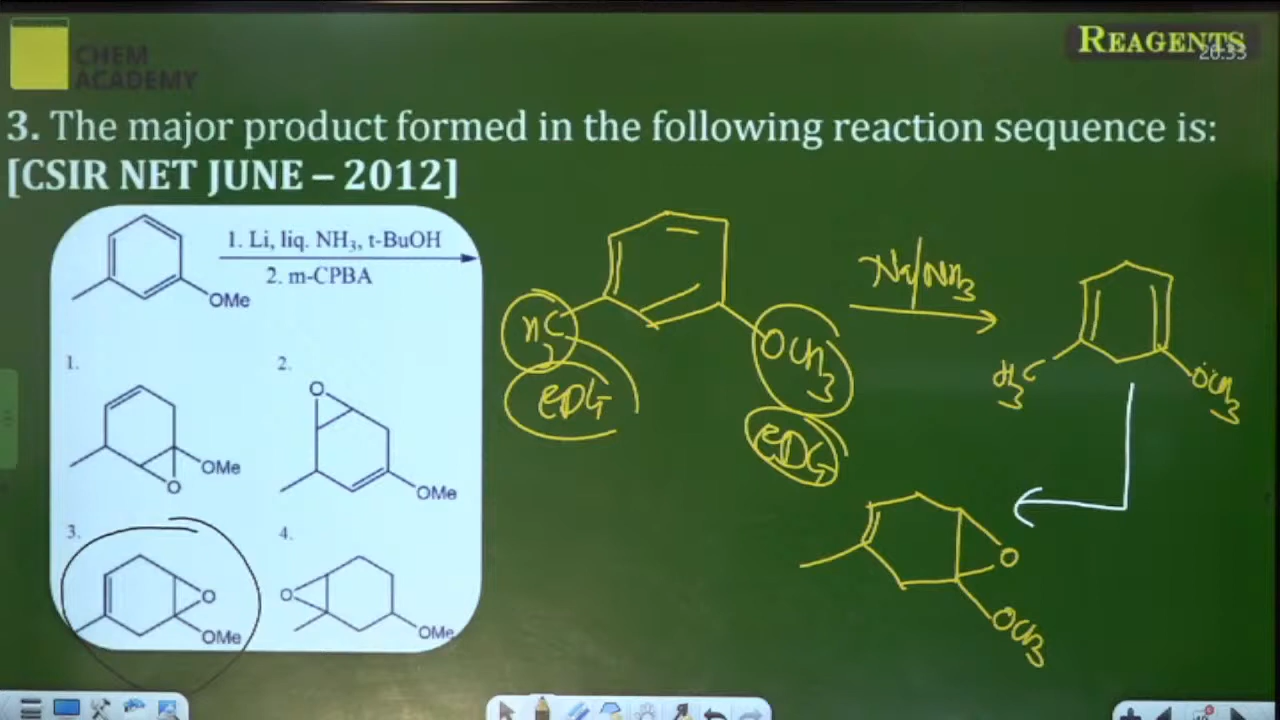 CHEM
ACADEMY
REAGENTS
20:33
3. The major product formed in the following reaction sequence is:
[CSIR NET JUNE – 2012]
1. Li, liq. NH₃, t-BuOH
2. m-CPBA
OMe
1.
OMe
O
2.
O
OMe
3.
O
OMe
4.
O
OMe
H₃C
EDG
OCH₃
EDG
Na/NH₃
H₃C
OCH₃
O
OCH₃